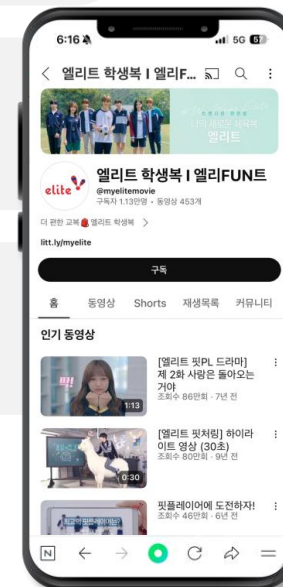 6:16
5G
엘리트 학생복 I 엘리F...
나의 새로운 교복
엘리트
elite
엘리트 학생복 I 엘리FUN트
@myelitemovie
구독자 1.13만명 • 동영상 453개
더 편한 교복 엘리트 학생복 >
litt.ly/myelite
구독
홈 동영상 Shorts 재생목록 커뮤니티
인기 동영상
[엘리트 핏PL 드라마]
제 2화 사랑은 돌아오는
거야
조회수 86만회 · 7년 전
1:13
[엘리트 핏처링] 하이라
이트 영상 (30초)
조회수 80만회 · 9년 전
0:30
핏플레이어에 도전하자!
조회수 46만회 · 6년 전
N